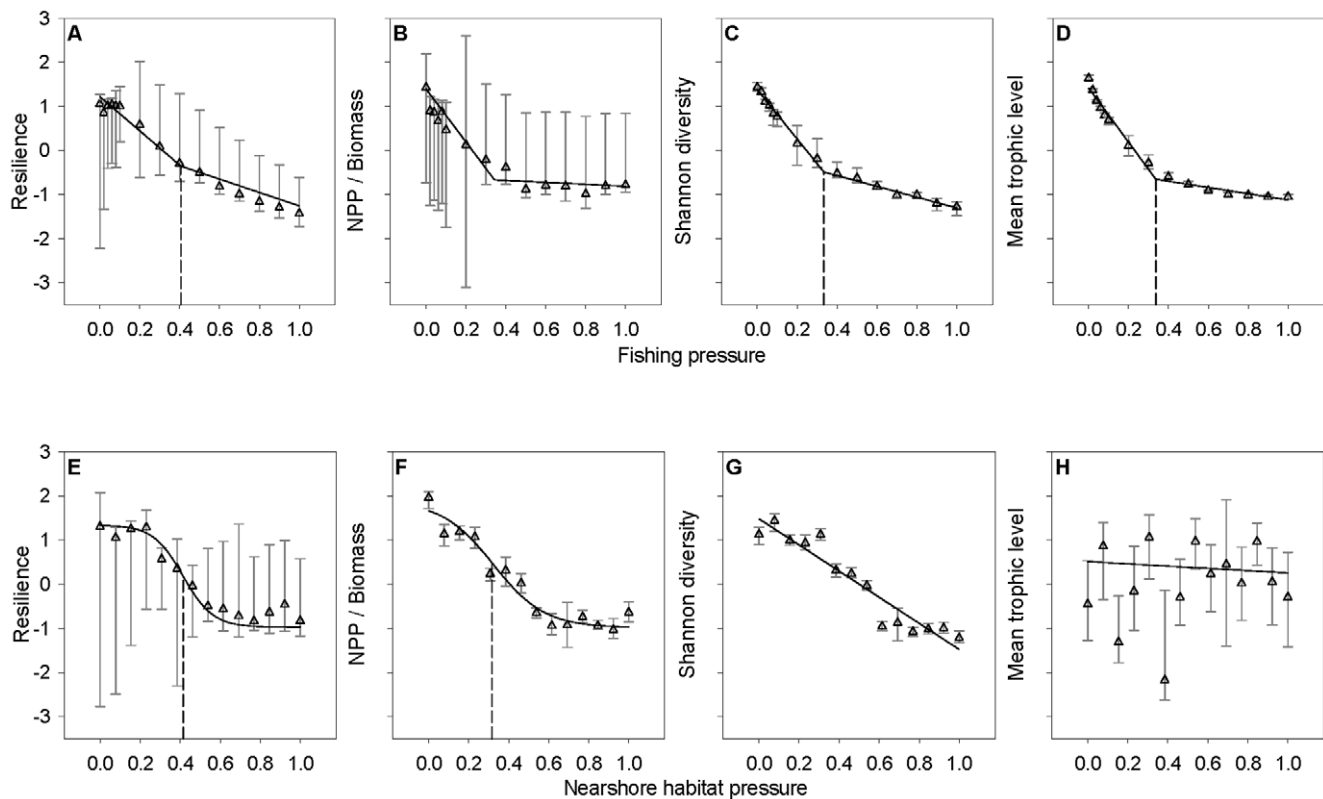 A B C D
Resilience
NPP / Biomass
Shannon diversity
Mean trophic level
3
2
1
0
-1
-2
-3
0.0 0.2 0.4 0.6 0.8 1.0 0.0 0.2 0.4 0.6 0.8 1.0 0.0 0.2 0.4 0.6 0.8 1.0 0.0 0.2 0.4 0.6 0.8 1.0
Fishing pressure
E F G H
Resilience
NPP / Biomass
Shannon diversity
Mean trophic level
3
2
1
0
-1
-2
-3
0.0 0.2 0.4 0.6 0.8 1.0 0.0 0.2 0.4 0.6 0.8 1.0 0.0 0.2 0.4 0.6 0.8 1.0 0.0 0.2 0.4 0.6 0.8 1.0
Nearshore habitat pressure